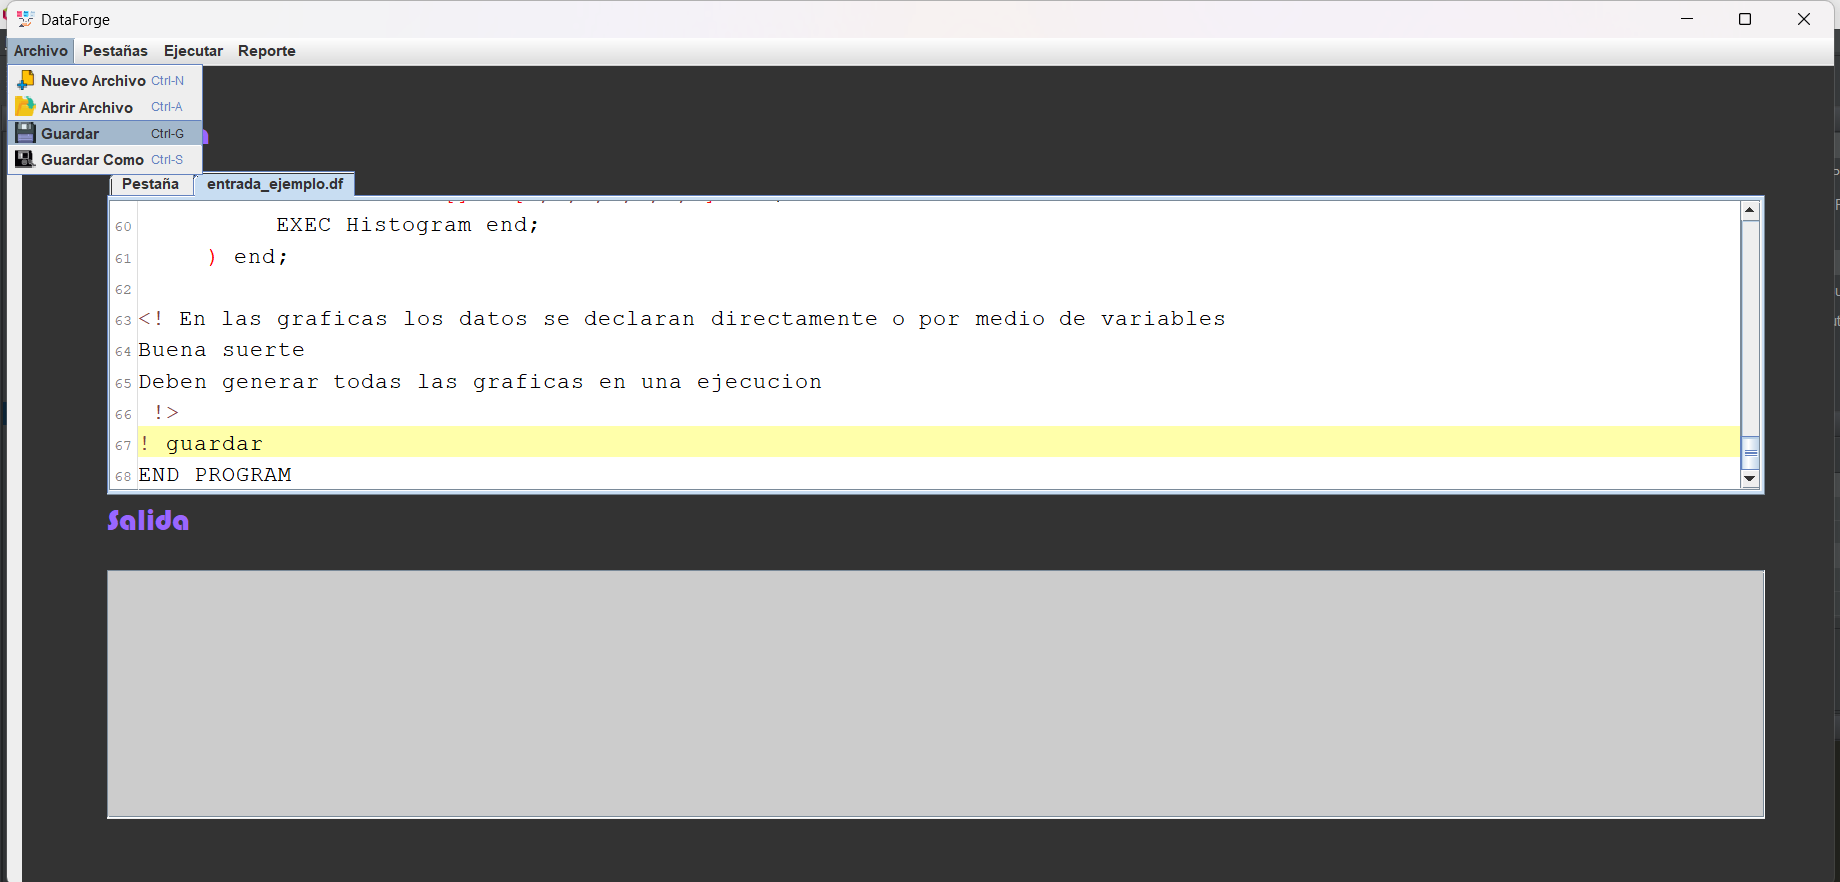 DataForge
Archivo Pestañas Ejecutar Reporte
Nuevo Archivo Ctrl-N
Abrir Archivo Ctrl-A
Guardar Ctrl-G
Guardar Como Ctrl-S
Pestaña entrada_ejemplo.df
60 EXEC Histogram end;
61 ) end;
62
63 <! En las graficas los datos se declaran directamente o por medio de variables
64 Buena suerte
65 Deben generar todas las graficas en una ejecucion
66 !>
67 ! guardar
68 END PROGRAM
Salida